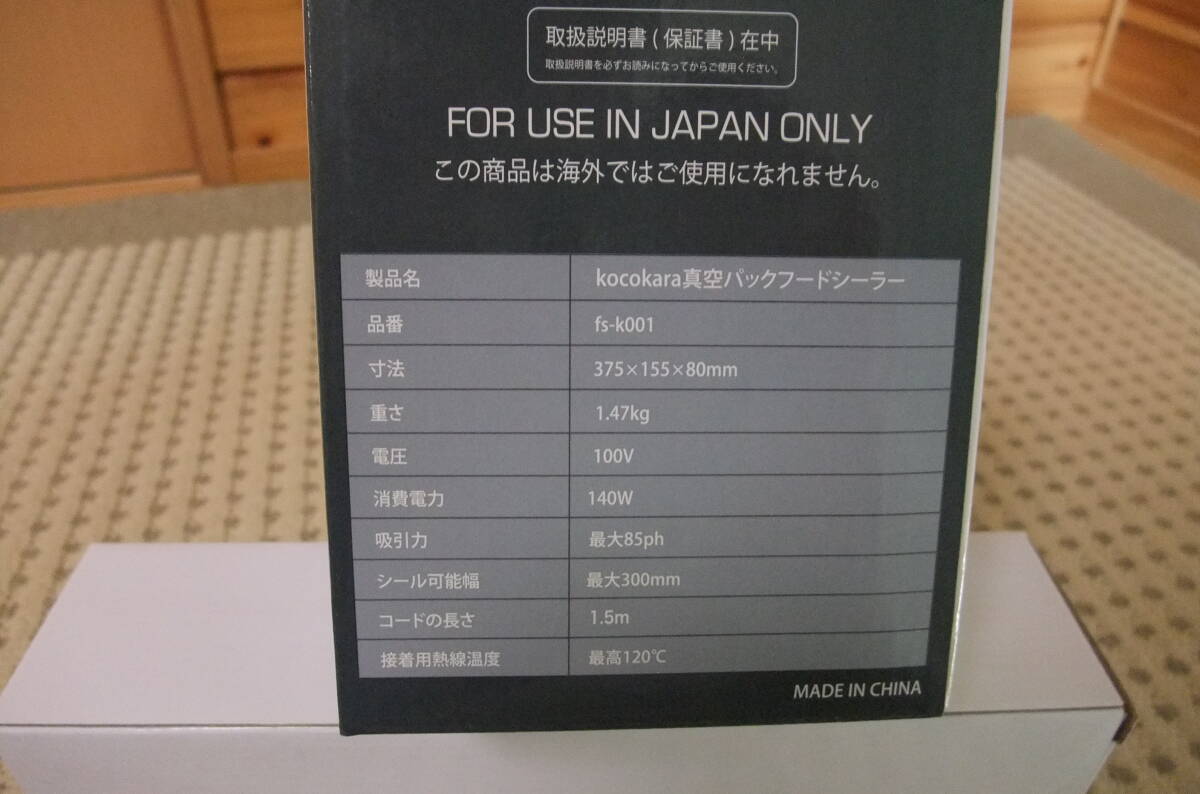 取扱説明書(保証書)在中
取扱説明書を必ずお読みになってからご使用ください。
FOR USE IN JAPAN ONLY
この商品は海外ではご使用になれません。
製品名 kocokara真空パックフードシーラー
品番 fs-k001
寸法 375×155×80mm
重さ 1.47kg
電圧 100V
消費電力 140W
吸引力 最大85ph
シール可能幅 最大300mm
コードの長さ 1.5m
接着用熱線温度 最高120℃
MADE IN CHINA